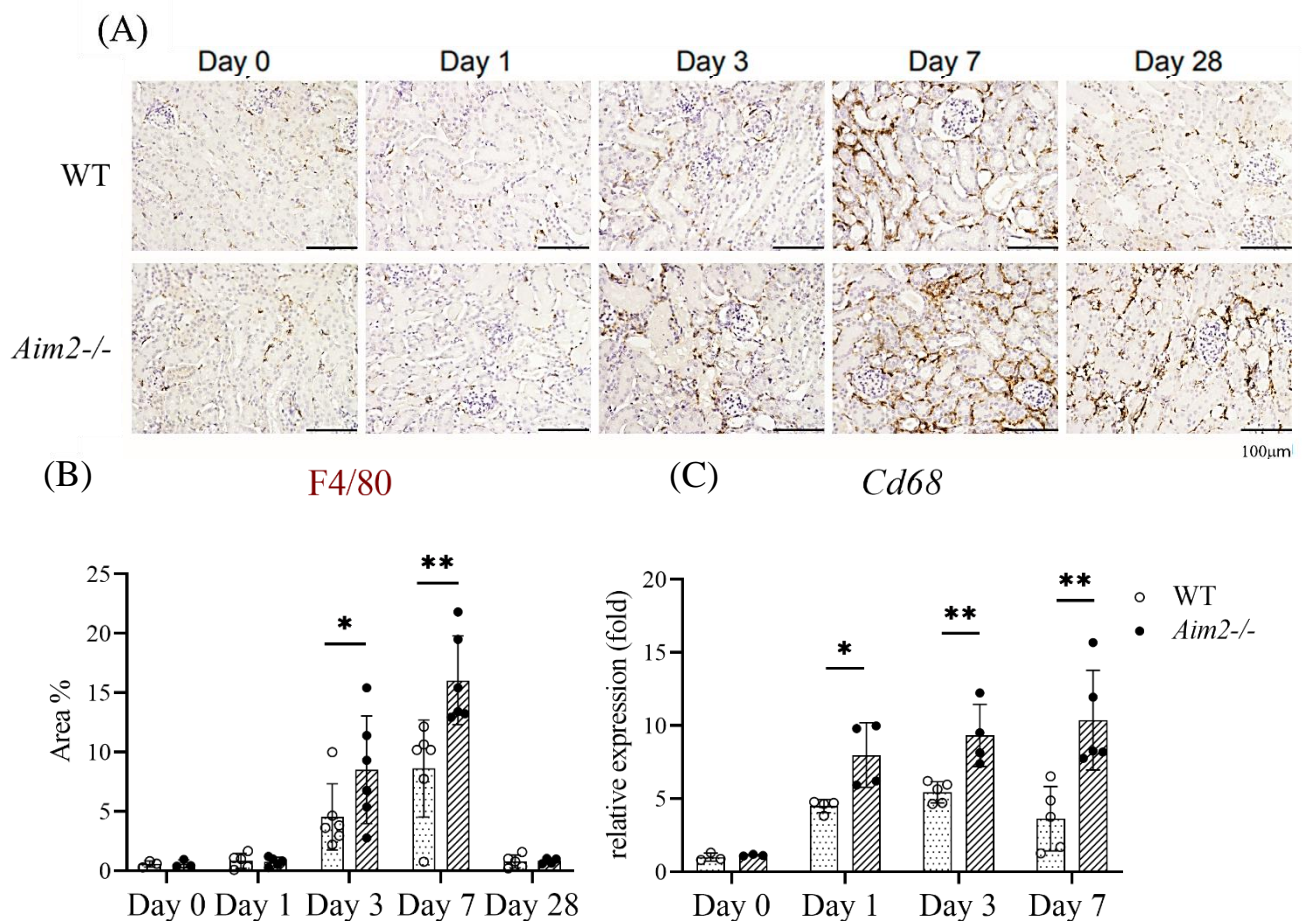 (A)
Day 0 Day 1 Day 3 Day 7 Day 28
WT
Aim2-/-
100μm
(B) F4/80 (C) Cd68
Area %
25
20
15
10
5
0
* **
Day 0 Day 1 Day 3 Day 7 Day 28
relative expression (fold)
20
15
10
5
0
* ** **
Day 0 Day 1 Day 3 Day 7
WT
Aim2-/-